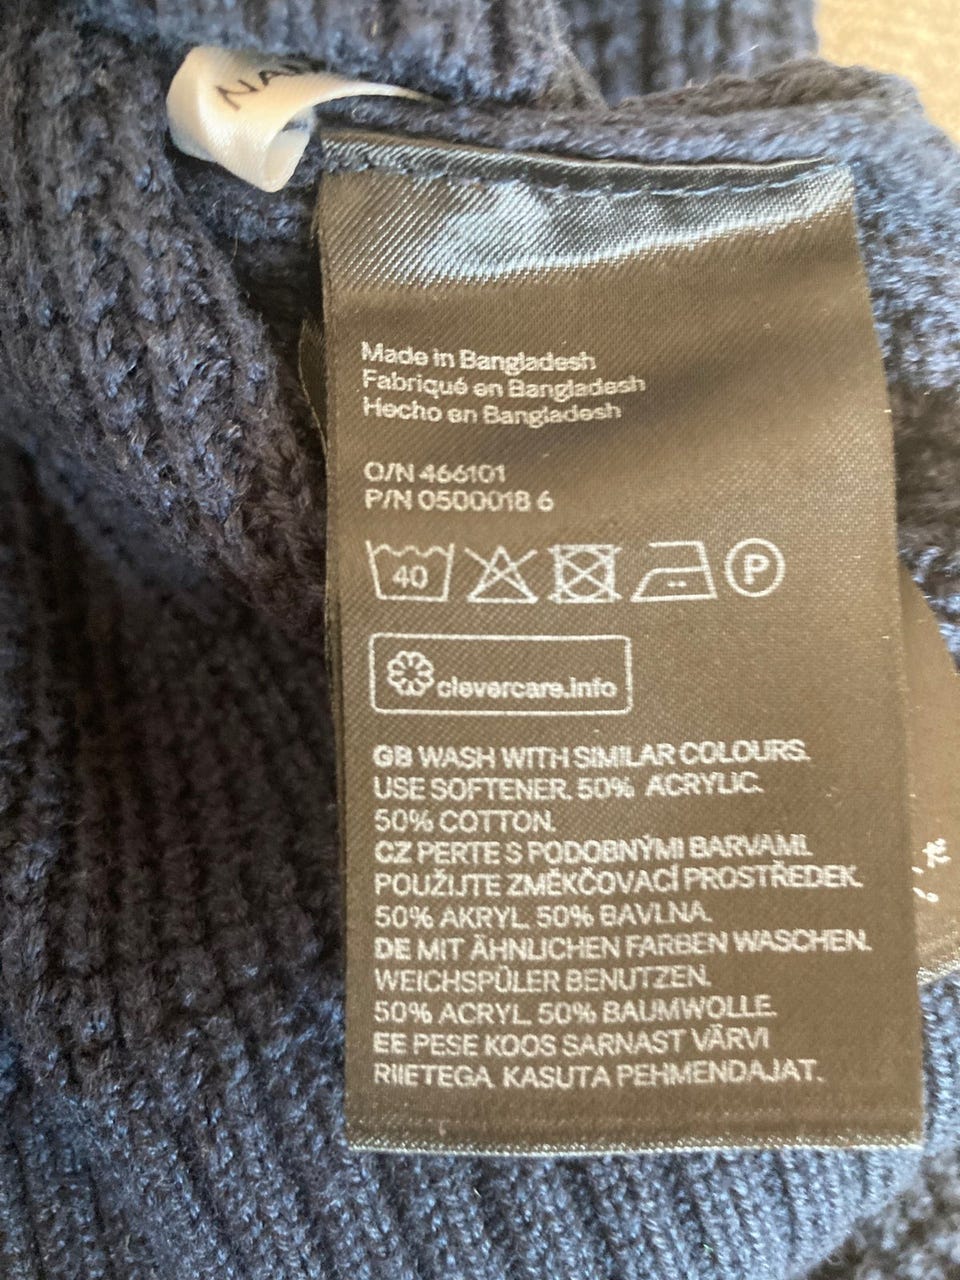 Made in Bangladesh
Fabriqué en Bangladesh
Hecho en Bangladesh
O/N 466101
P/N 0500018 6
40
P
clevercare.info
GB WASH WITH SIMILAR COLOURS.
USE SOFTENER. 50% ACRYLIC.
50% COTTON.
CZ PERTE S PODOBNÝMI BARVAMI.
POUŽIJTE ZMĚKČOVACÍ PROSTŘEDEK.
50% AKRYL. 50% BAVLNA.
DE MIT ÄHNLICHEN FARBEN WASCHEN.
WEICHSPÜLER BENUTZEN.
50% ACRYL. 50% BAUMWOLLE.
EE PESE KOOS SARNAST VÄRVI
RIIETEGA. KASUTA PEHMENDAJAT.